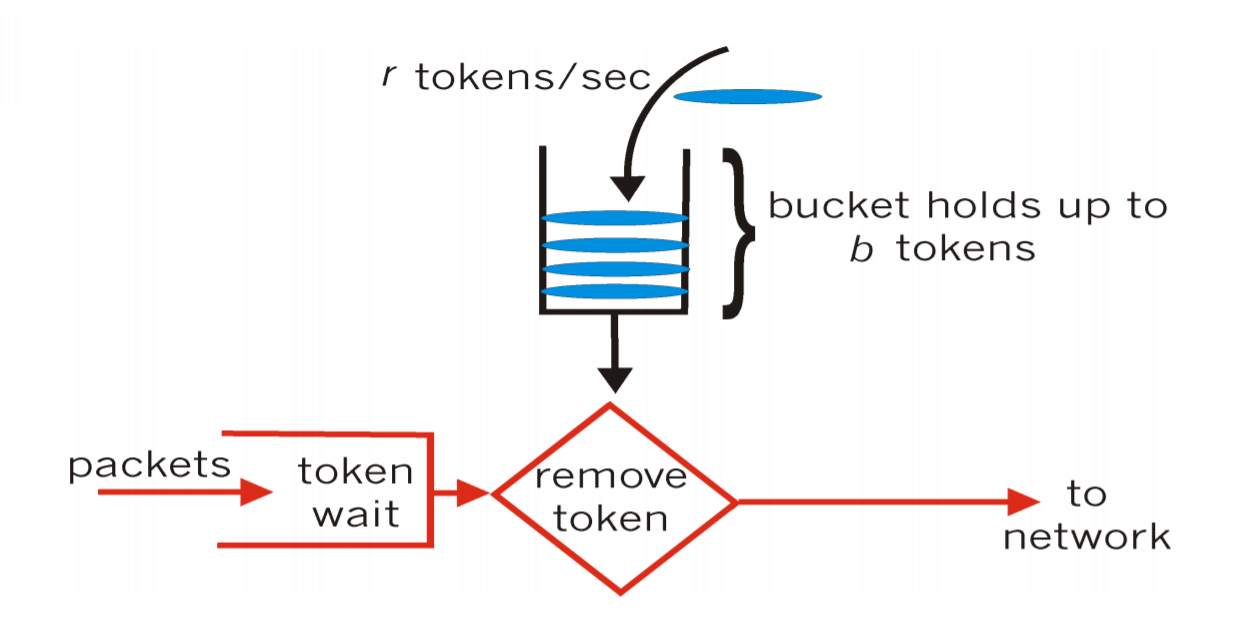 r tokens/sec
bucket holds up to
b tokens
packets
token
wait
remove
token
to
network